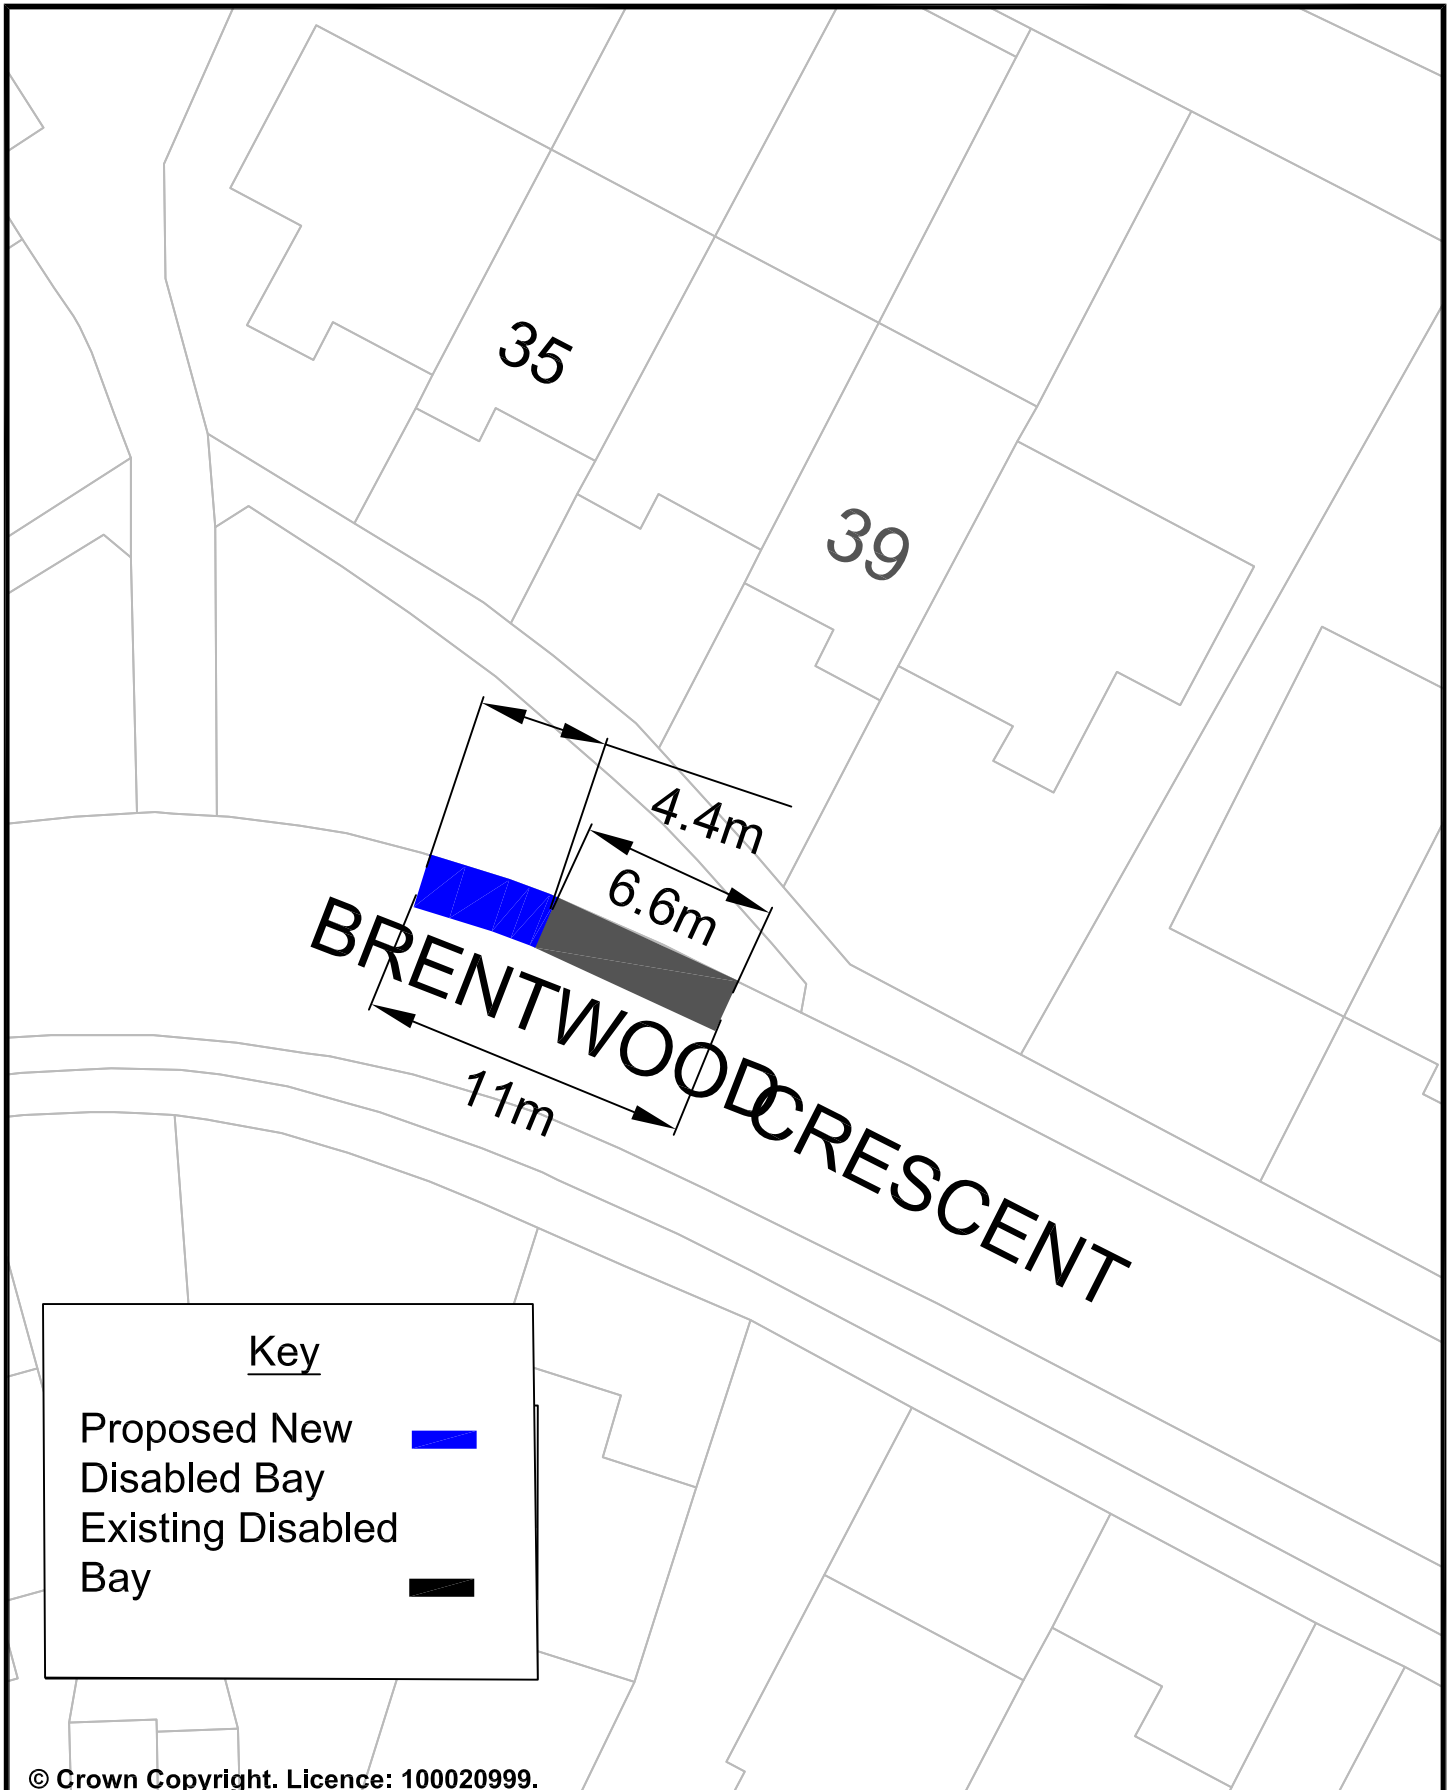 35
39
4.4m
6.6m
BRENTWOOD CRESCENT
11m
Key
Proposed New
Disabled Bay
Existing Disabled
Bay
© Crown Copyright. Licence: 100020999.